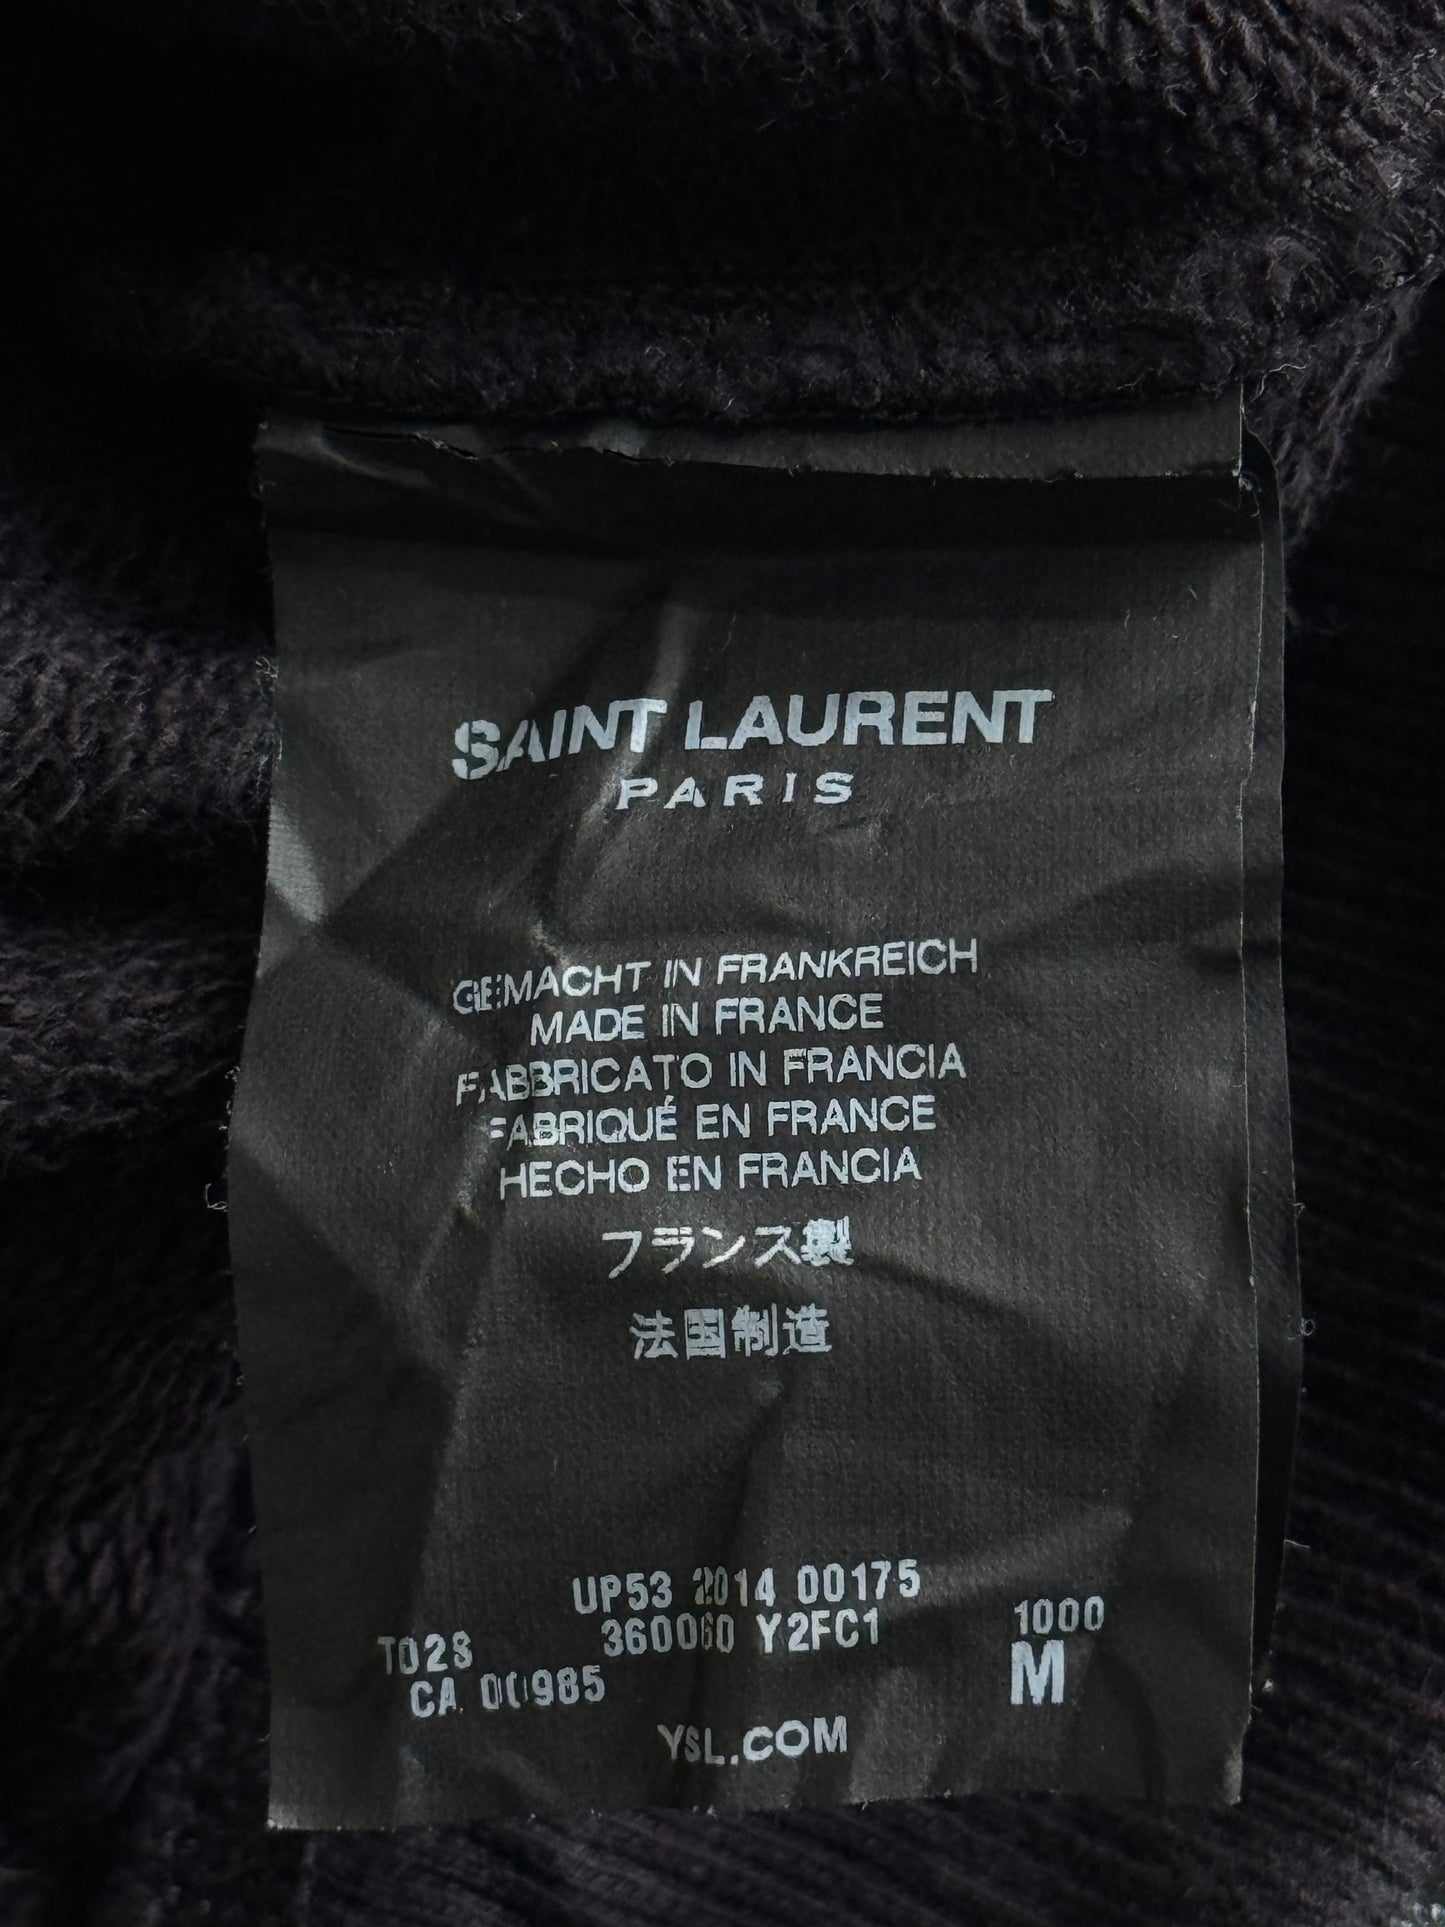 SAINT LAURENT
PARIS
GEMACHT IN FRANKREICH
MADE IN FRANCE
FABBRICATO IN FRANCIA
FABRIQUÉ EN FRANCE
HECHO EN FRANCIA
フランス製
法国制造
UP53 2014 00175
360060 Y2FC1
1000
T028
M
CA 00985
YSL.COM